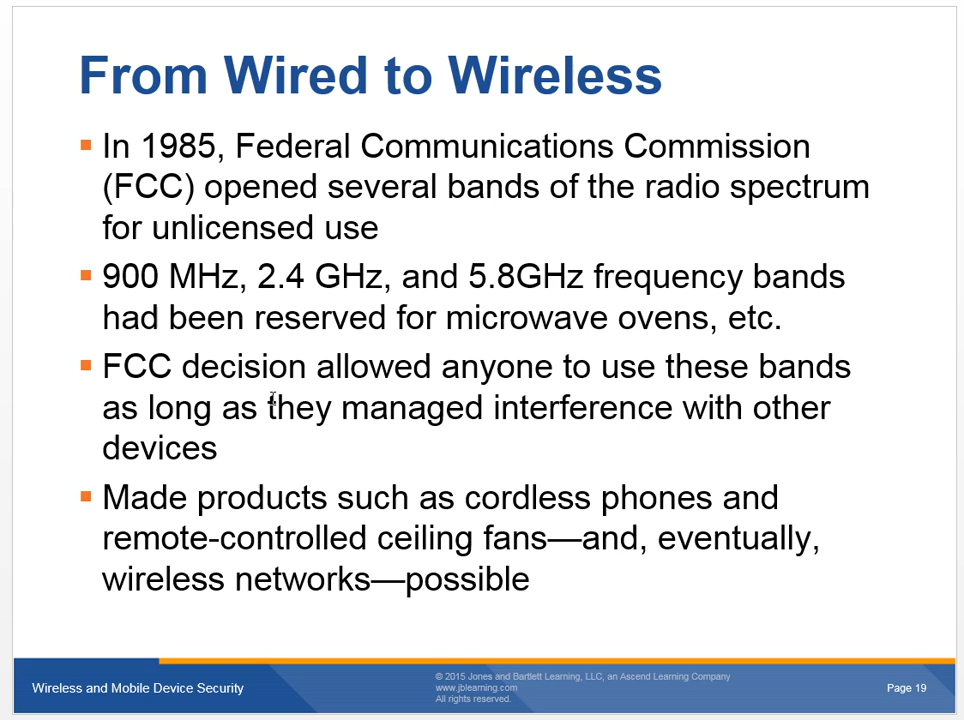 From Wired to Wireless
In 1985, Federal Communications Commission
(FCC) opened several bands of the radio spectrum
for unlicensed use
900 MHz, 2.4 GHz, and 5.8GHz frequency bands
had been reserved for microwave ovens, etc.
FCC decision allowed anyone to use these bands
as long as they managed interference with other
devices
Made products such as cordless phones and
remote-controlled ceiling fans—and, eventually,
wireless networks—possible
Wireless and Mobile Device Security
© 2015 Jones and Bartlett Learning, LLC, an Ascend Learning Company
www.jblearning.com
All rights reserved.
Page 19